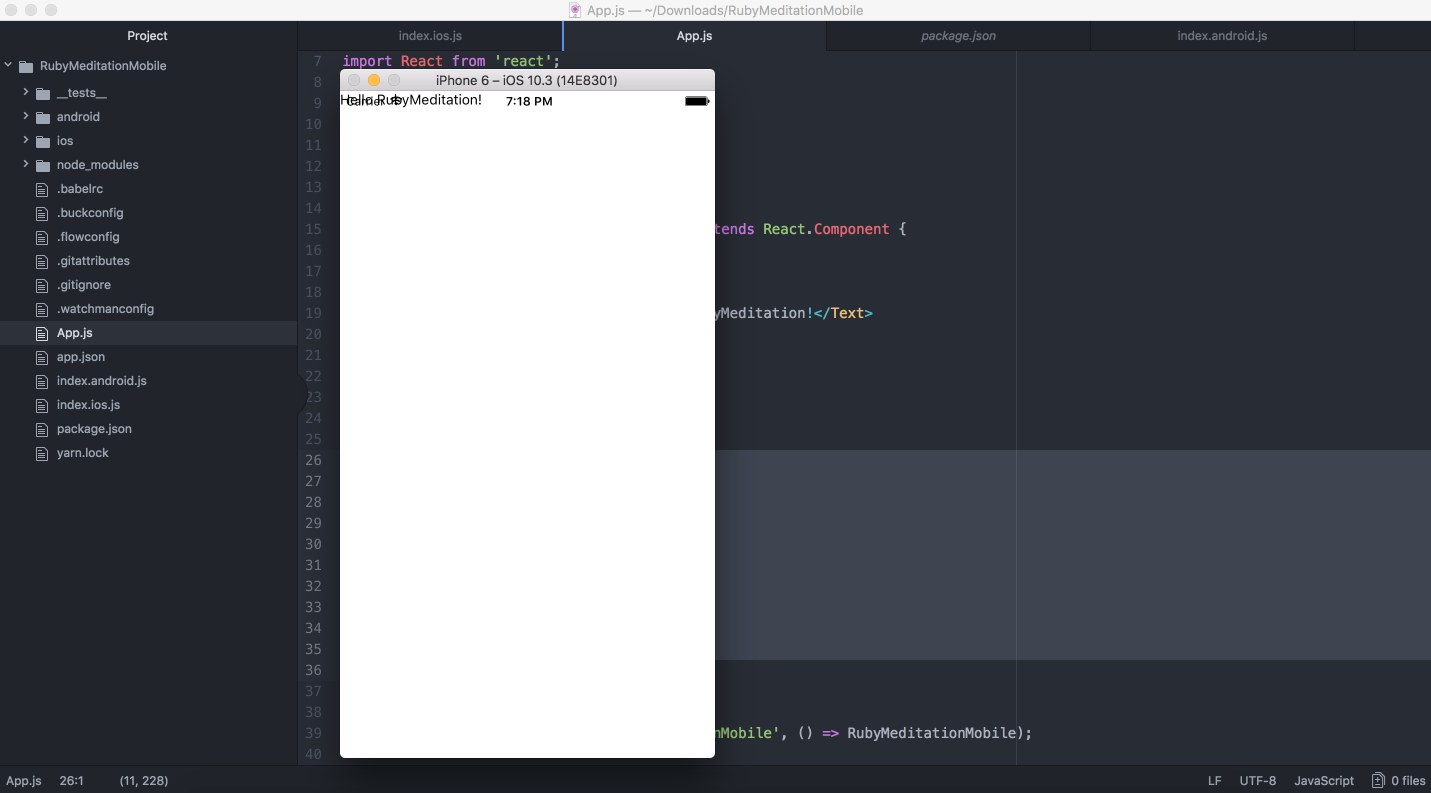 App.js — ~/Downloads/RubyMeditationMobile
Project
index.ios.js
App.js
package.json
index.android.js
RubyMeditationMobile
__tests__
android
ios
node_modules
.babelrc
.buckconfig
.flowconfig
.gitattributes
.gitignore
.watchmanconfig
App.js
app.json
index.android.js
index.ios.js
package.json
yarn.lock
7 import React from 'react';
8
9
10
11
12
13
14
15 tends React.Component {
16
17
18
19 yMeditation!</Text>
20
21
22
23
24
25
26
27
28
29
30
31
32
33
34
35
36
37
38
39 nMobile', () => RubyMeditationMobile);
40
iPhone 6 – iOS 10.3 (14E8301)
Hello RubyMeditation!
Carrier 7:18 PM
App.js 26:1 (11, 228) LF UTF-8 JavaScript 0 files